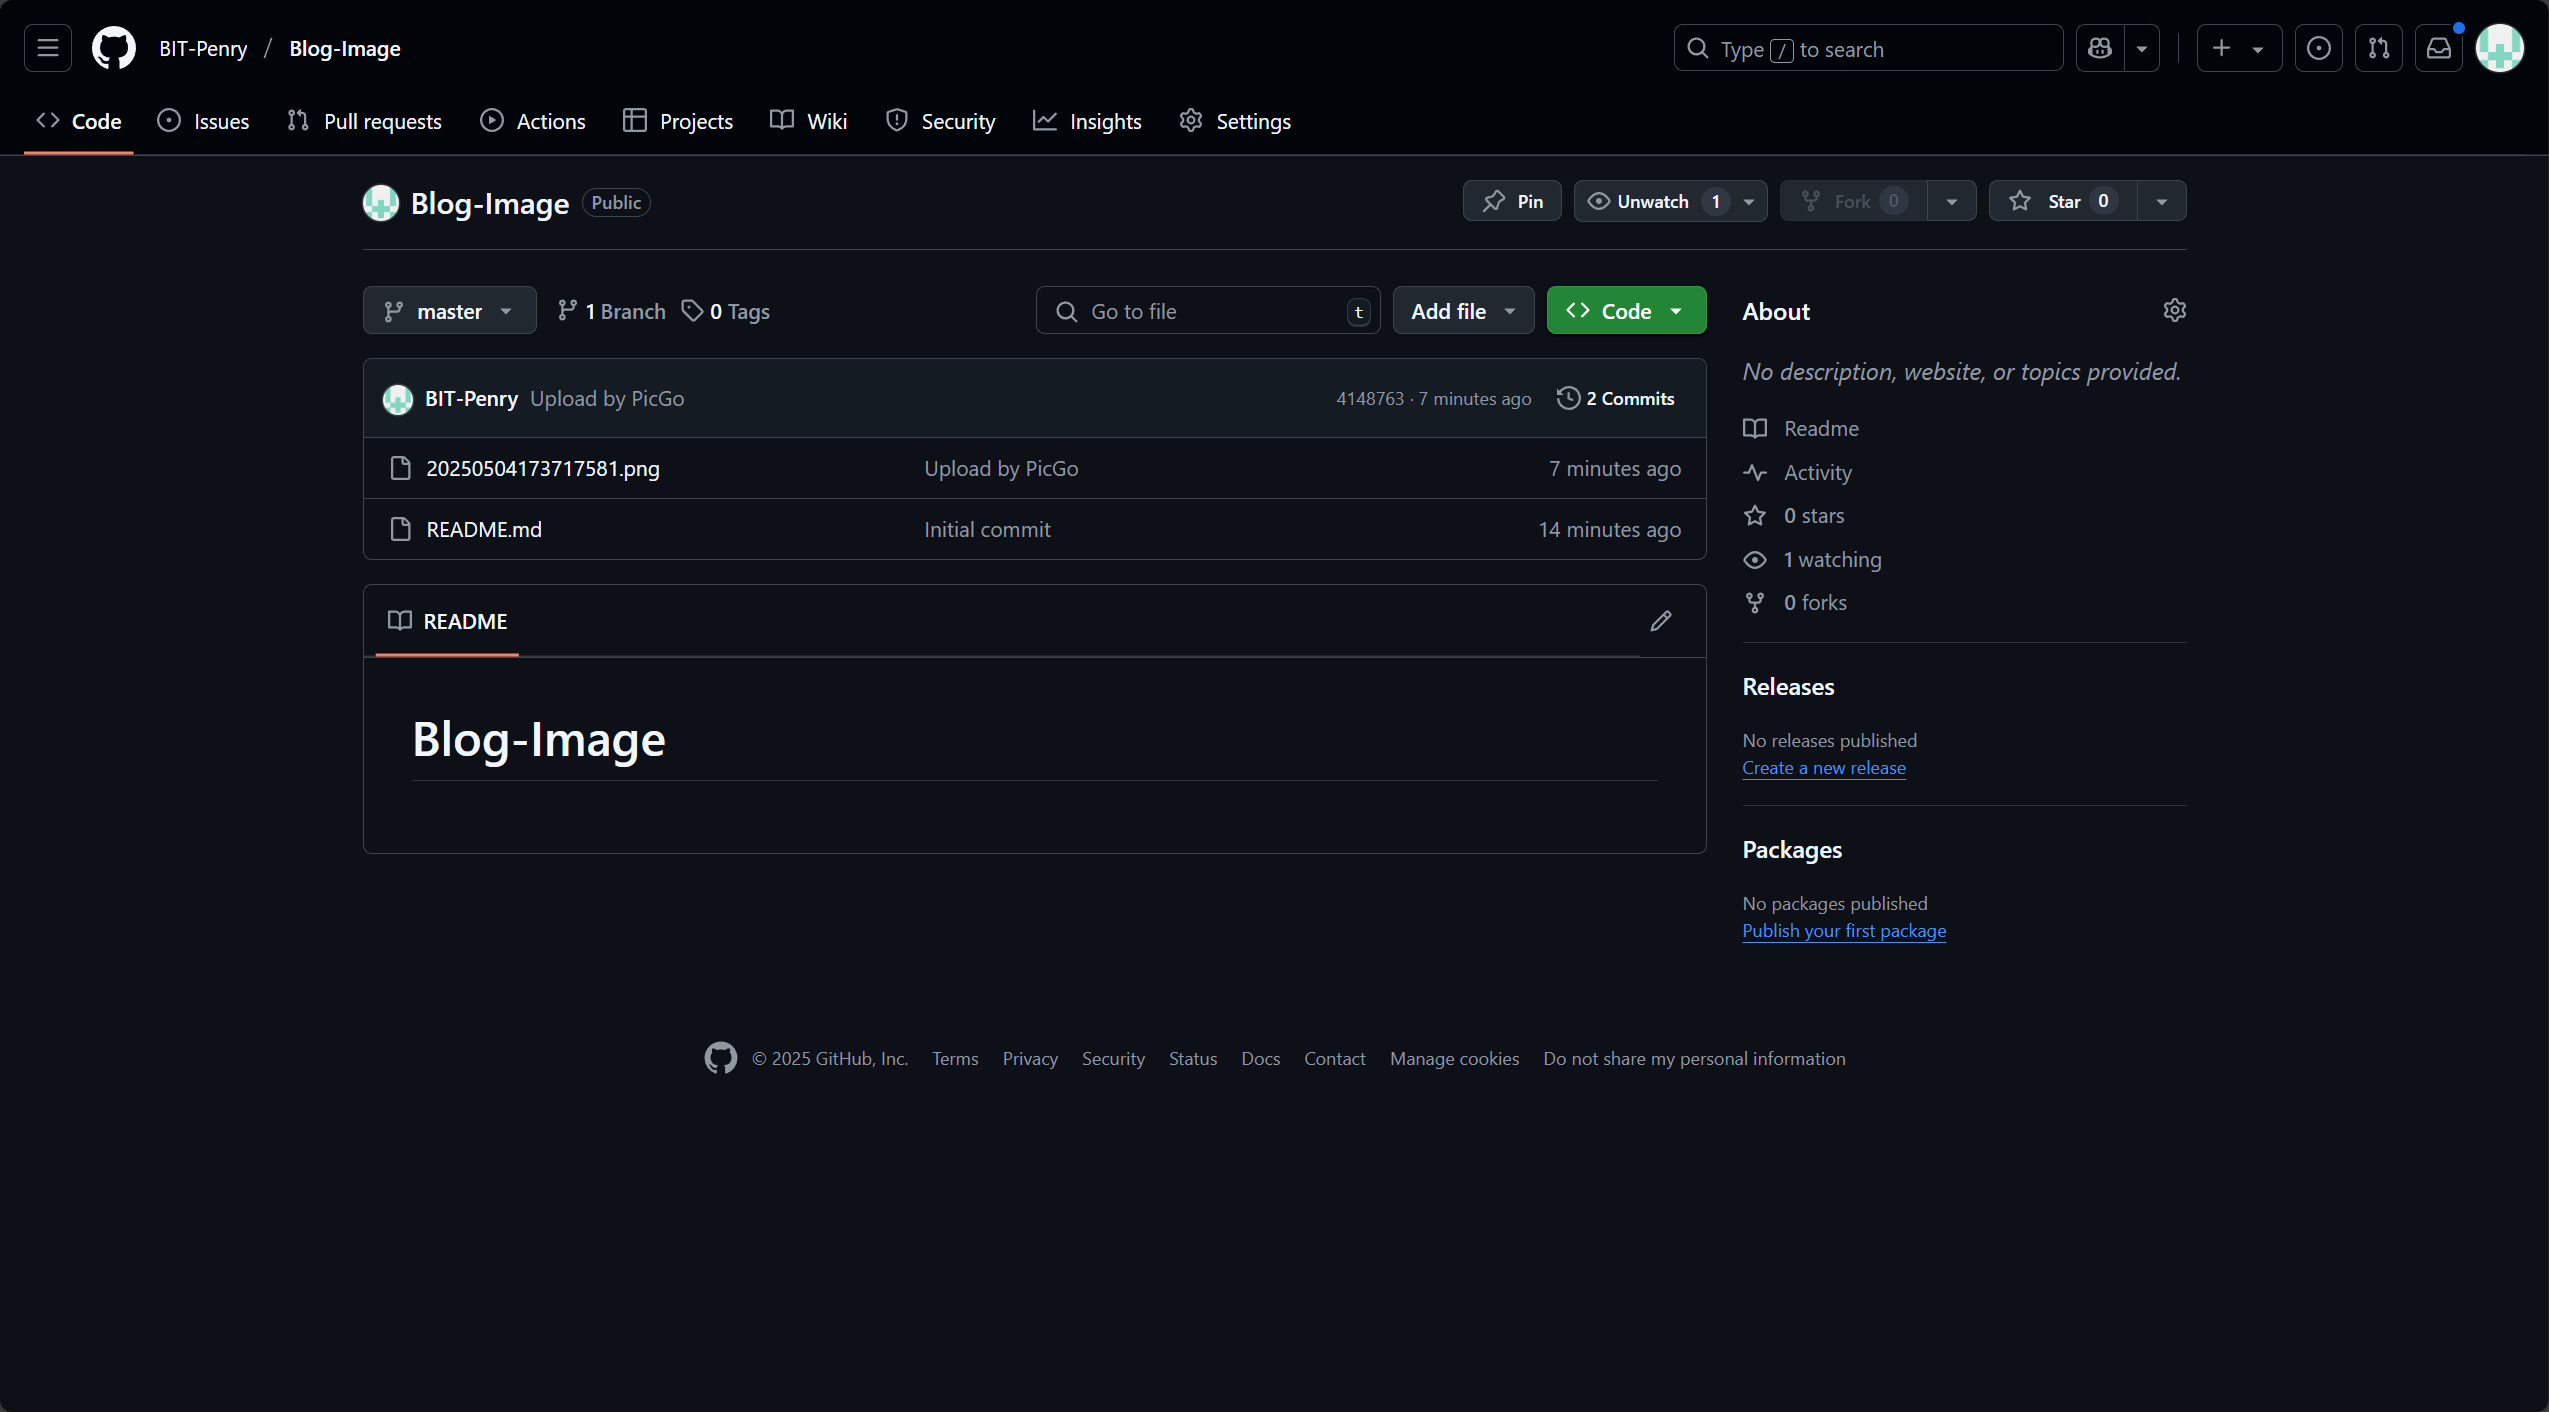 BIT-Penry / Blog-Image
Type / to search
Code Issues Pull requests Actions Projects Wiki Security Insights Settings
Blog-Image Public
Pin Unwatch 1 Fork 0 Star 0
master 1 Branch 0 Tags Go to file t Add file Code
BIT-Penry Upload by PicGo 4148763 · 7 minutes ago 2 Commits
20250504173717581.png Upload by PicGo 7 minutes ago
README.md Initial commit 14 minutes ago
README
Blog-Image
About
No description, website, or topics provided.
Readme
Activity
0 stars
1 watching
0 forks
Releases
No releases published
Create a new release
Packages
No packages published
Publish your first package
© 2025 GitHub, Inc. Terms Privacy Security Status Docs Contact Manage cookies Do not share my personal information